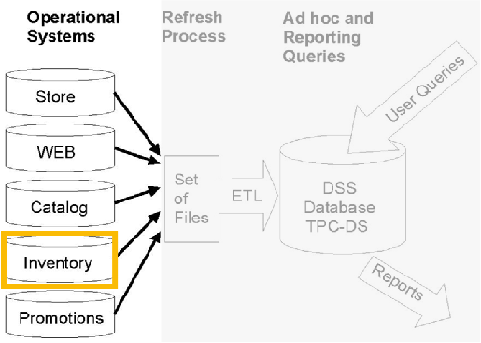 Operational
Systems
Refresh
Process
Ad hoc and
Reporting
Queries
Store
WEB
Catalog
Inventory
Promotions
Set
of
Files
ETL
DSS
Database
TPC-DS
User Queries
Reports